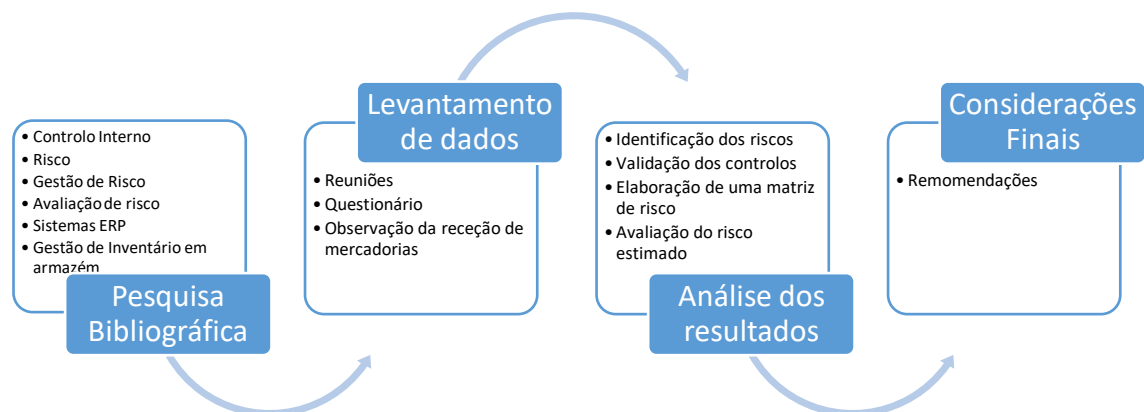 • Controlo Interno
• Risco
• Gestão de Risco
• Avaliação de risco
• Sistemas ERP
• Gestão de Inventário em
armazém
Pesquisa
Bibliográfica
Levantamento
de dados
• Reuniões
• Questionário
• Observação da receção de
mercadorias
• Identificação dos riscos
• Validação dos controlos
• Elaboração de uma matriz
de risco
• Avaliação do risco
estimado
Análise dos
resultados
Considerações
Finais
• Remomendações